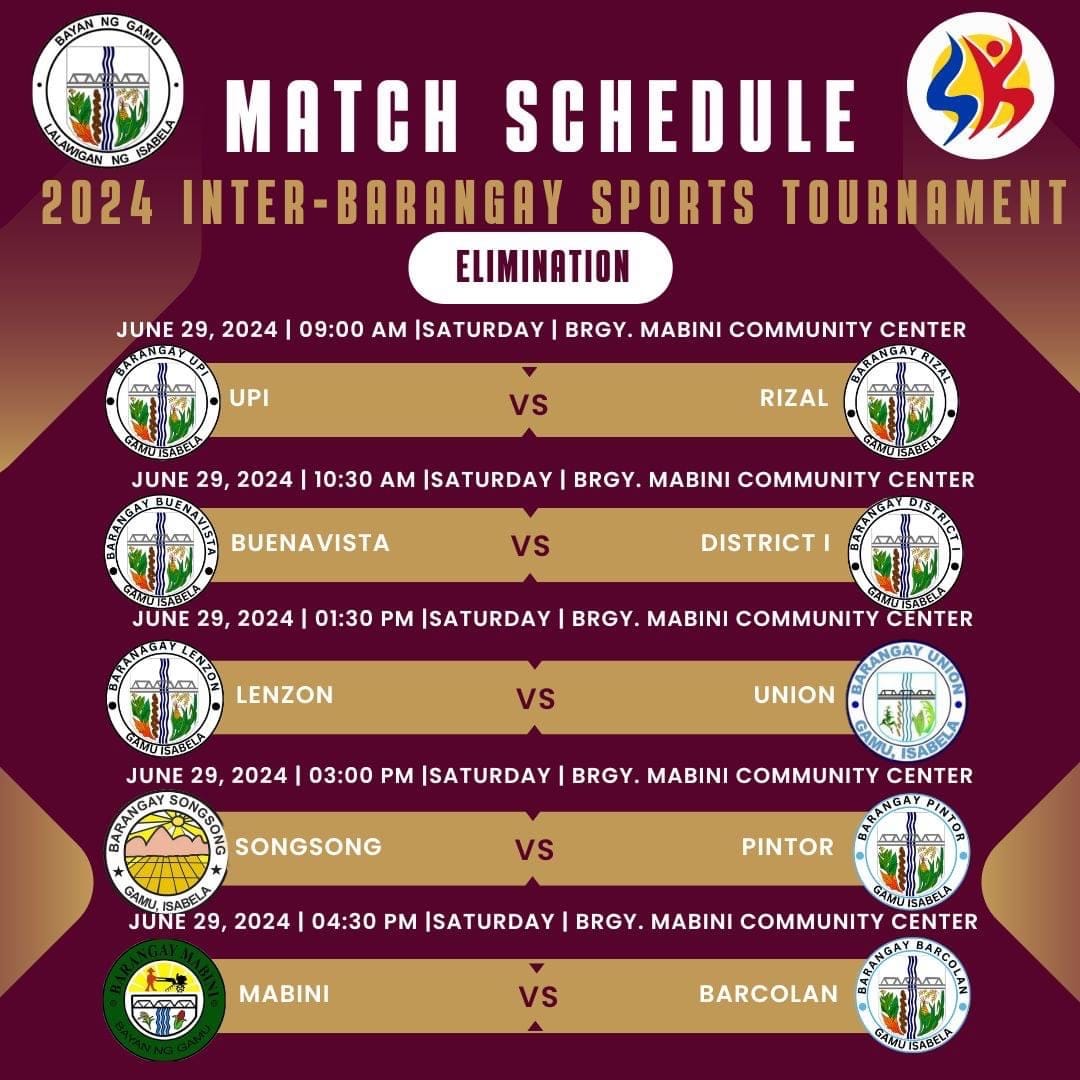 BAYAN NG GAMU
LALAWIGAN NG ISABELA
MATCH SCHEDULE
2024 INTER-BARANGAY SPORTS TOURNAMENT
ELIMINATION
JUNE 29, 2024 | 09:00 AM |SATURDAY | BRGY. MABINI COMMUNITY CENTER
BARANGAY UPI
GAMU ISABELA
UPI
VS
RIZAL
BARANGAY RIZAL
GAMU ISABELA
JUNE 29, 2024 | 10:30 AM |SATURDAY | BRGY. MABINI COMMUNITY CENTER
BARANGAY BUENAVISTA
GAMU ISABELA
BUENAVISTA
VS
DISTRICT I
BARANGAY DISTRICT I
GAMU ISABELA
JUNE 29, 2024 | 01:30 PM |SATURDAY | BRGY. MABINI COMMUNITY CENTER
BARANAGAY LENZON
GAMU ISABELA
LENZON
VS
UNION
BARANGAY UNION
GAMU, ISABELA
JUNE 29, 2024 | 03:00 PM |SATURDAY | BRGY. MABINI COMMUNITY CENTER
BARANGAY SONGSONG
GAMU, ISABELA
SONGSONG
VS
PINTOR
BARANGAY PINTOR
GAMU ISABELA
JUNE 29, 2024 | 04:30 PM |SATURDAY | BRGY. MABINI COMMUNITY CENTER
BARANGAY MABINI
BAYAN NG GAMU
MABINI
VS
BARCOLAN
BARANGAY BARCOLAN
GAMU ISABELA